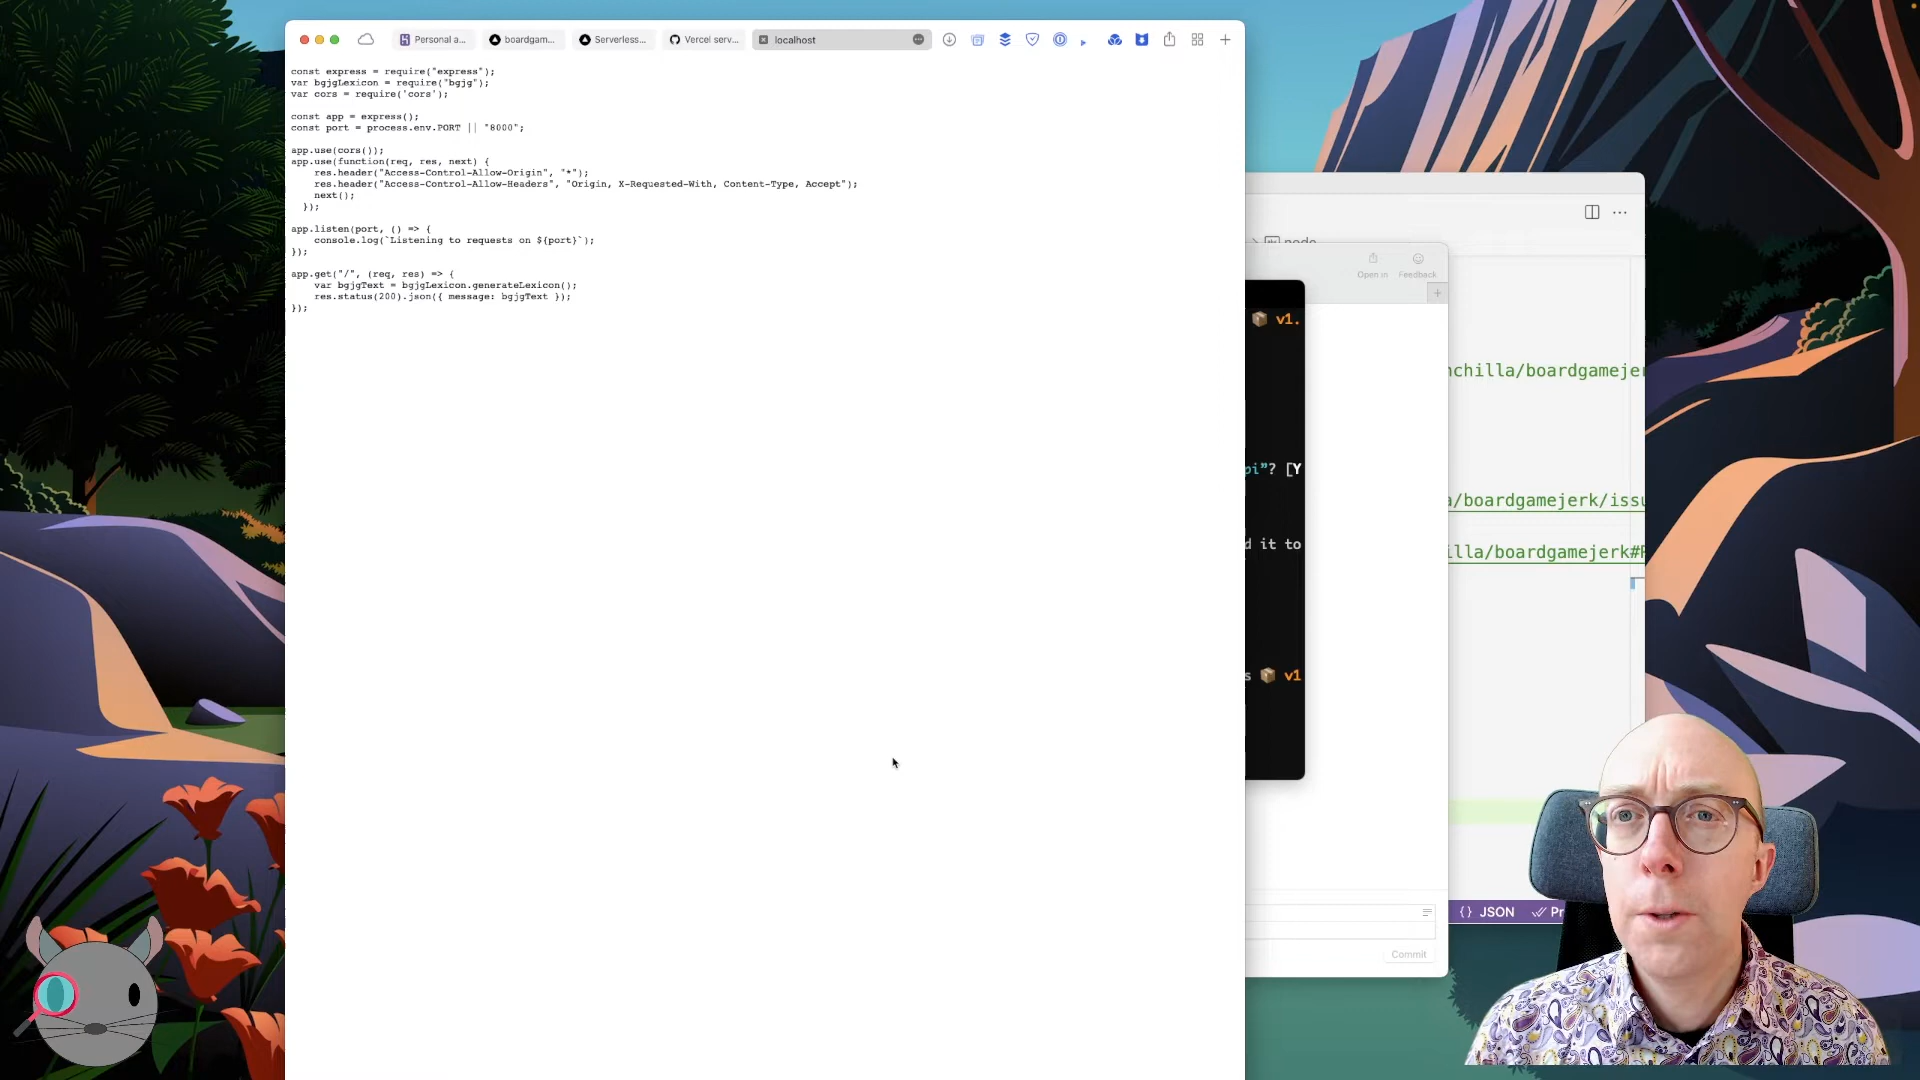 Personal a...
boardgam...
Serverless...
Vercel serv...
localhost
const express = require("express");
var bgjgLexicon = require("bgjg");
var cors = require('cors');
const app = express();
const port = process.env.PORT || "8000";
app.use(cors());
app.use(function(req, res, next) {
res.header("Access-Control-Allow-Origin", "*");
res.header("Access-Control-Allow-Headers", "Origin, X-Requested-With, Content-Type, Accept");
next();
});
app.listen(port, () => {
console.log(`Listening to requests on ${port}`);
});
app.get("/", (req, res) => {
var bgjgText = bgjgLexicon.generateLexicon();
res.status(200).json({ message: bgjgText });
});
node
Open in
Feedback
v1.
nchilla/boardgamejer
pi"? [Y
a/boardgamejerk/issu
d it to
illa/boardgamejerk#
s
v1
{} JSON
Pr
Commit